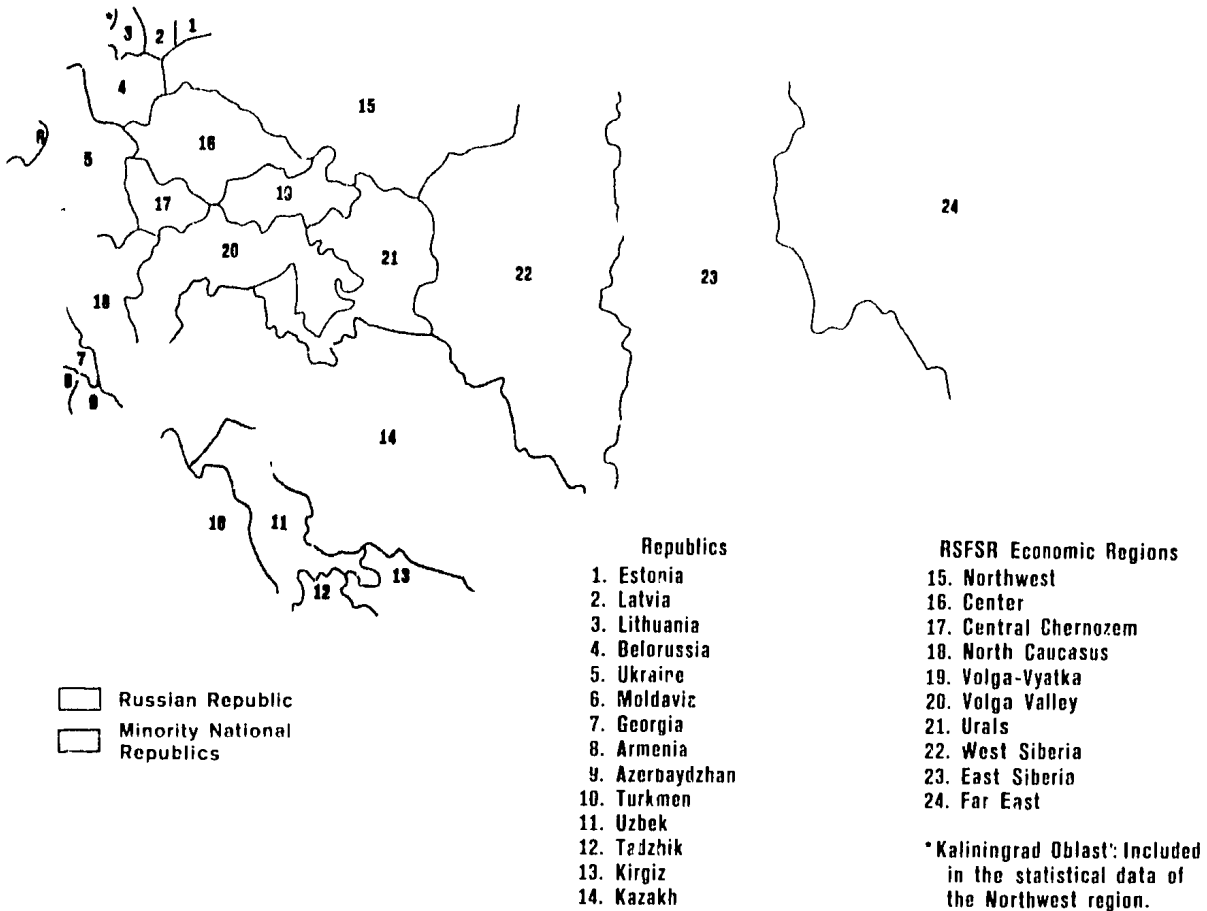 *
3
2
1
4
15
16
5
19
17
24
20
21
22
23
18
7
8
9
14
10
11
13
12
Russian Republic
Minority National
Republics
Republics
1. Estonia
2. Latvia
3. Lithuania
4. Belorussia
5. Ukraine
6. Moldavia
7. Georgia
8. Armenia
9. Azerbaydzhan
10. Turkmen
11. Uzbek
12. Tadzhik
13. Kirgiz
14. Kazakh
RSFSR Economic Regions
15. Northwest
16. Center
17. Central Chernozem
18. North Caucasus
19. Volga-Vyatka
20. Volga Valley
21. Urals
22. West Siberia
23. East Siberia
24. Far East
*Kaliningrad Oblast': Included
in the statistical data of
the Northwest region.